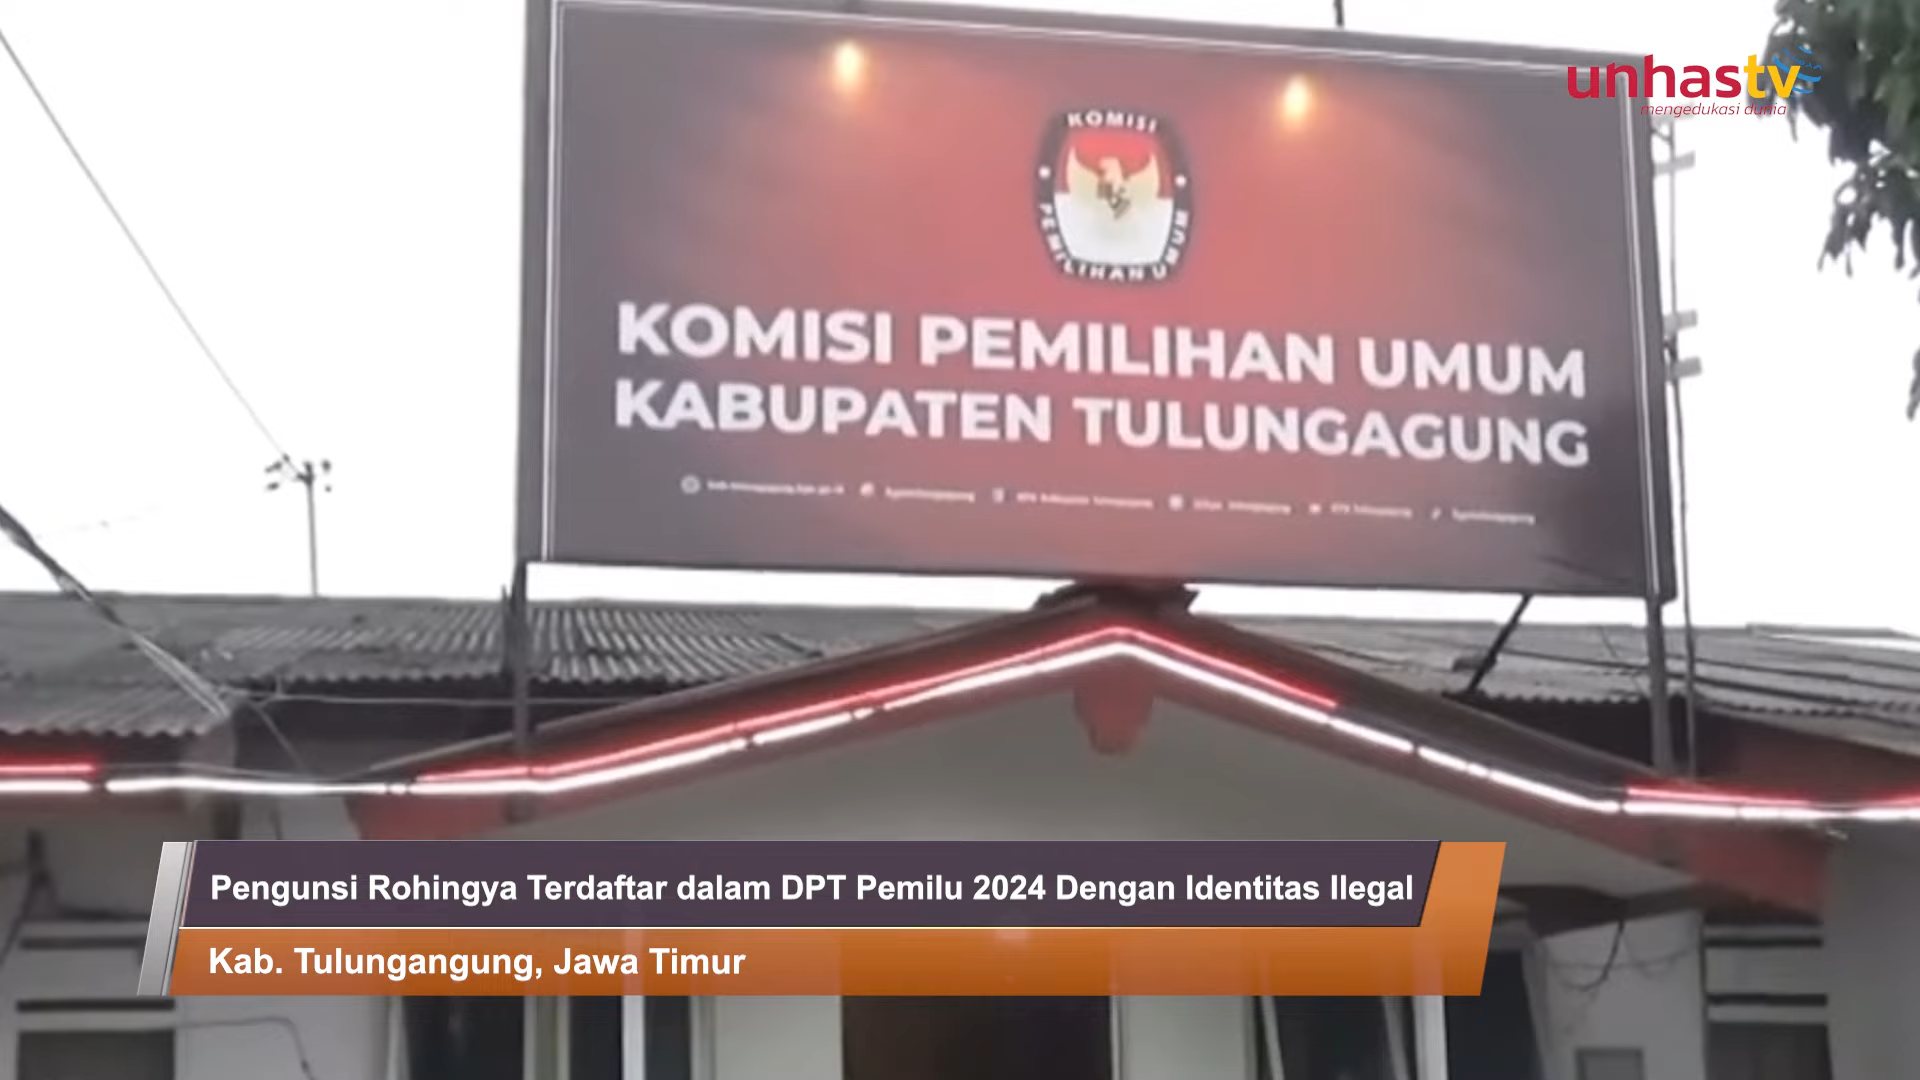 unhastv
mengedukasi dunia
KOMISI
PEMILIHAN UMUM
KOMISI PEMILIHAN UMUM
KABUPATEN TULUNGAGUNG
Pengunsi Rohingya Terdaftar dalam DPT Pemilu 2024 Dengan Identitas Ilegal
Kab. Tulungangung, Jawa Timur